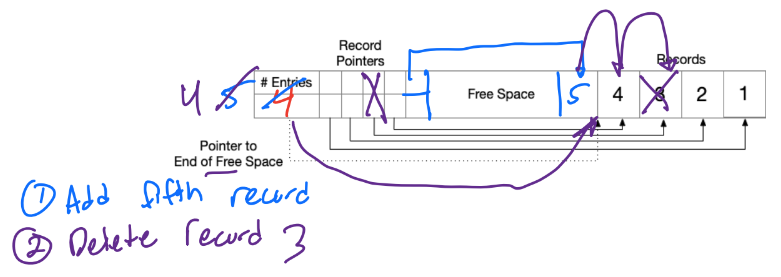 Record
Pointers
Records
4 5 # Entries 4
Free Space
5 4 3 2 1
Pointer to
End of Free Space
① Add fifth record
② Delete record 3